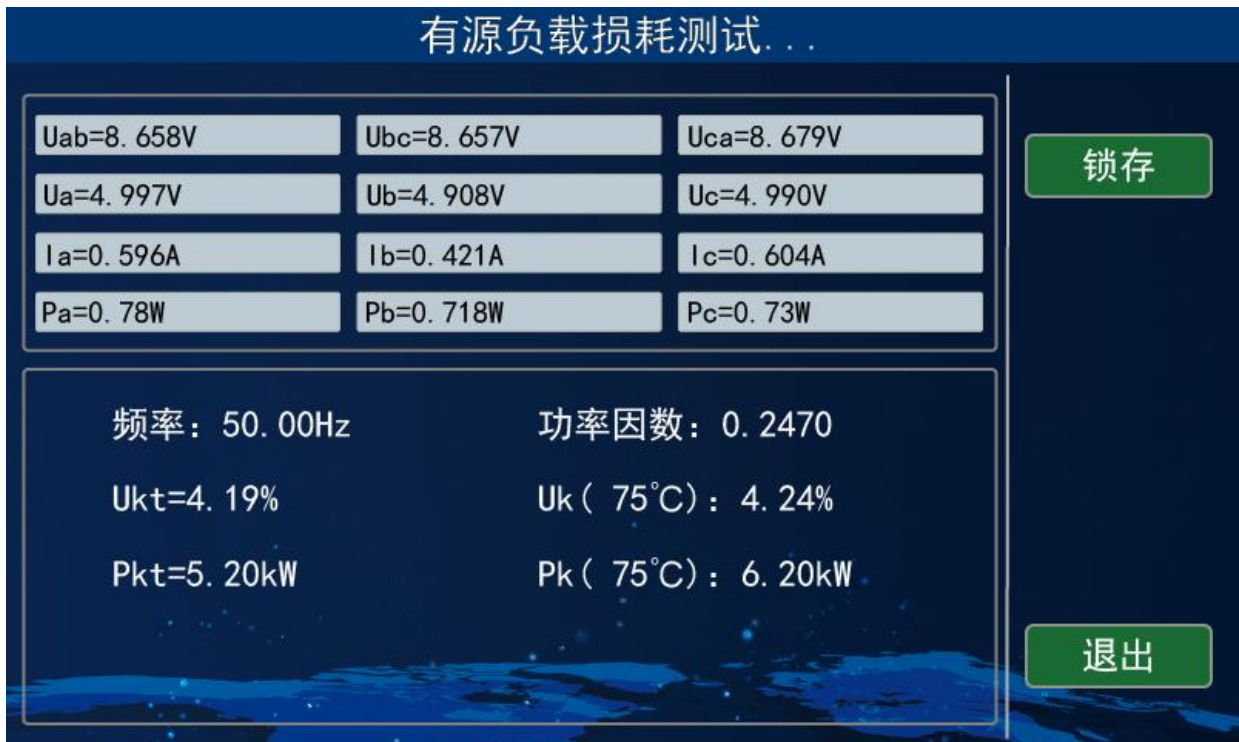 有源负载损耗测试...
Uab=8.658V Ubc=8.657V Uca=8.679V
锁存
Ua=4.997V Ub=4.908V Uc=4.990V
Ia=0.596A Ib=0.421A Ic=0.604A
Pa=0.78W Pb=0.718W Pc=0.73W
频率：50.00Hz 功率因数：0.2470
Ukt=4.19% Uk(75℃)：4.24%
Pkt=5.20kW Pk(75℃)：6.20kW
退出